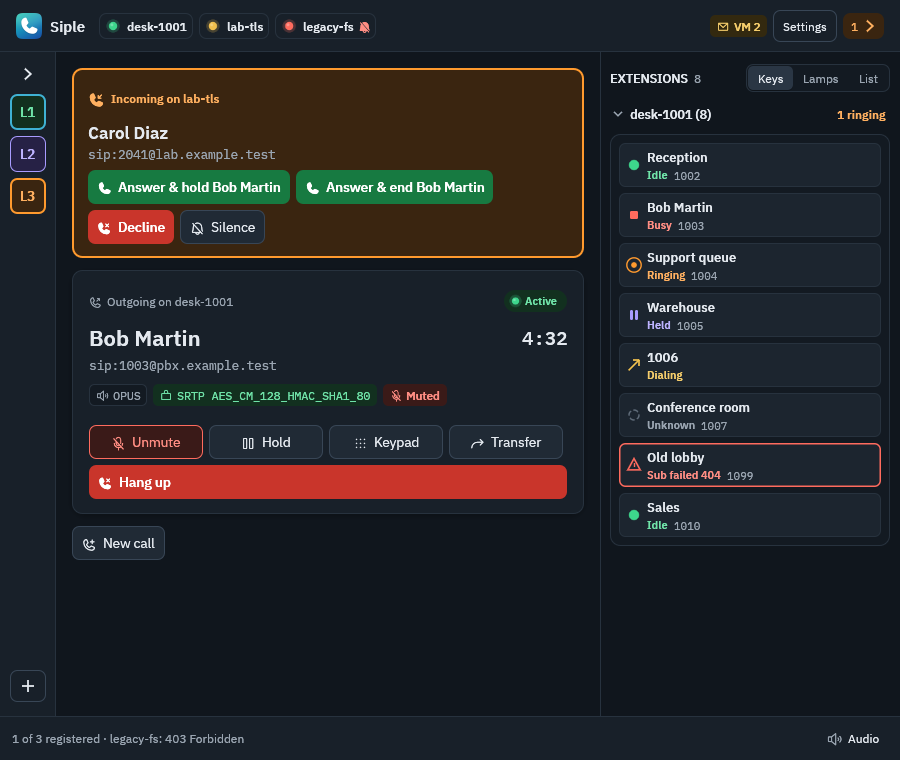 Siple
desk-1001
lab-tls
legacy-fs
VM 2
Settings
1
L1
L2
L3
Incoming on lab-tls
Carol Diaz
sip:2041@lab.example.test
Answer & hold Bob Martin
Answer & end Bob Martin
Decline
Silence
Outgoing on desk-1001
Active
Bob Martin
4:32
sip:1003@pbx.example.test
OPUS
SRTP AES_CM_128_HMAC_SHA1_80
Muted
Unmute
Hold
Keypad
Transfer
Hang up
New call
EXTENSIONS 8
Keys
Lamps
List
desk-1001 (8)
1 ringing
Reception
Idle 1002
Bob Martin
Busy 1003
Support queue
Ringing 1004
Warehouse
Held 1005
1006
Dialing
Conference room
Unknown 1007
Old lobby
Sub failed 404 1099
Sales
Idle 1010
1 of 3 registered · legacy-fs: 403 Forbidden
Audio